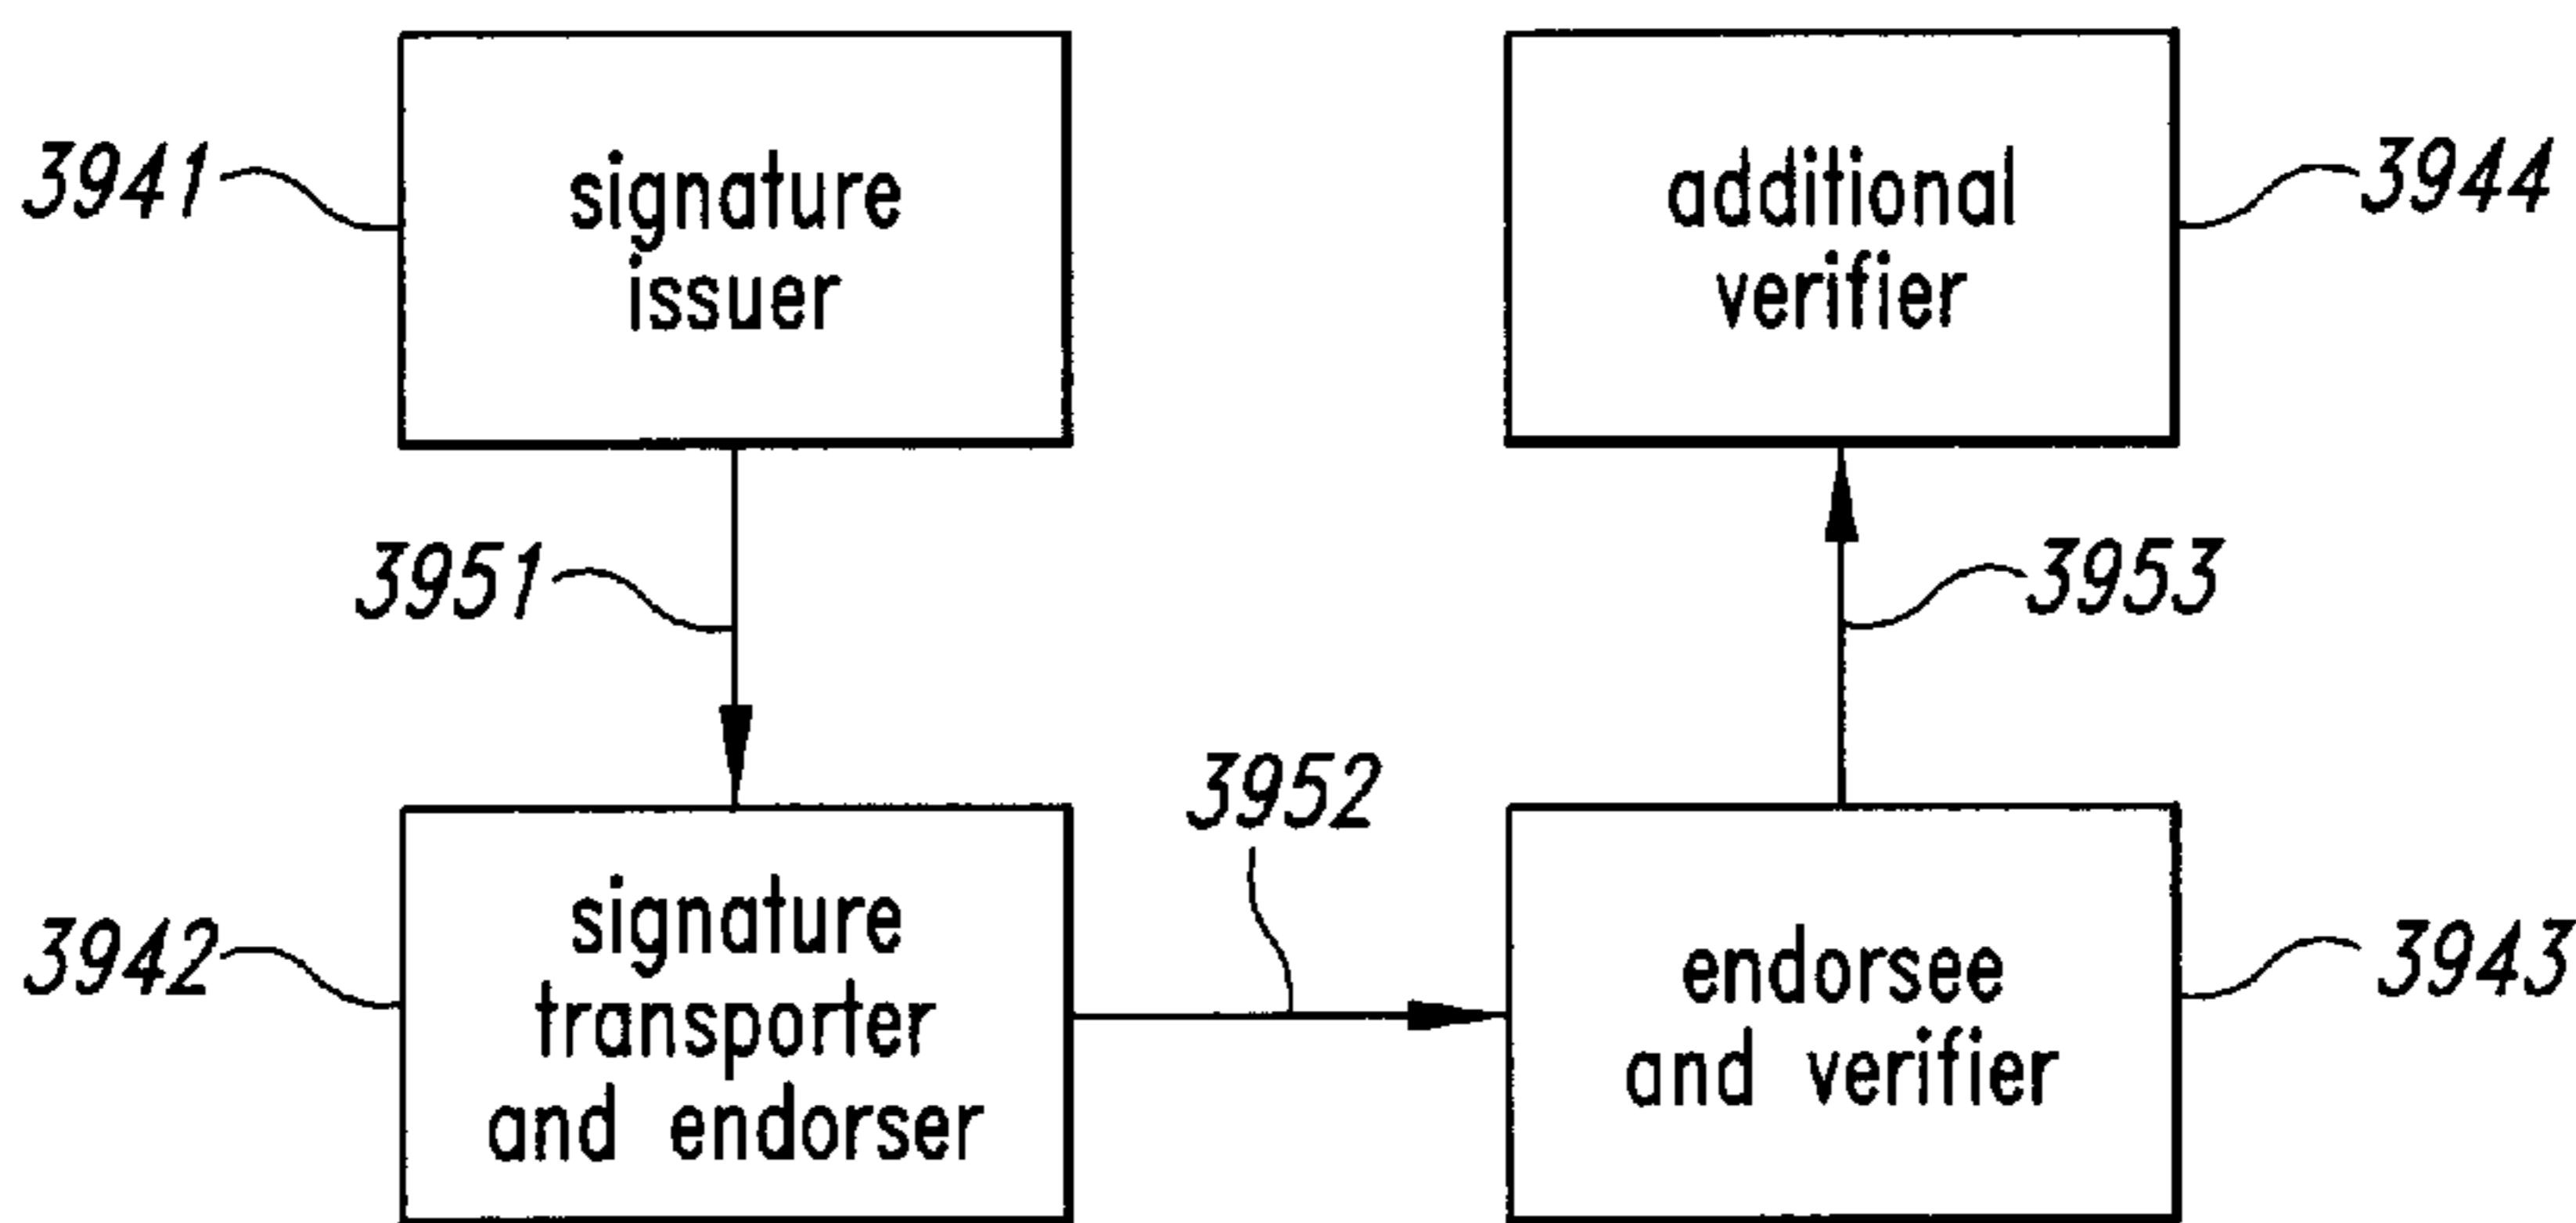 3941
signature
issuer
additional
verifier
3944
3951
3953
3942
signature
transporter
and endorser
3952
endorsee
and verifier
3943